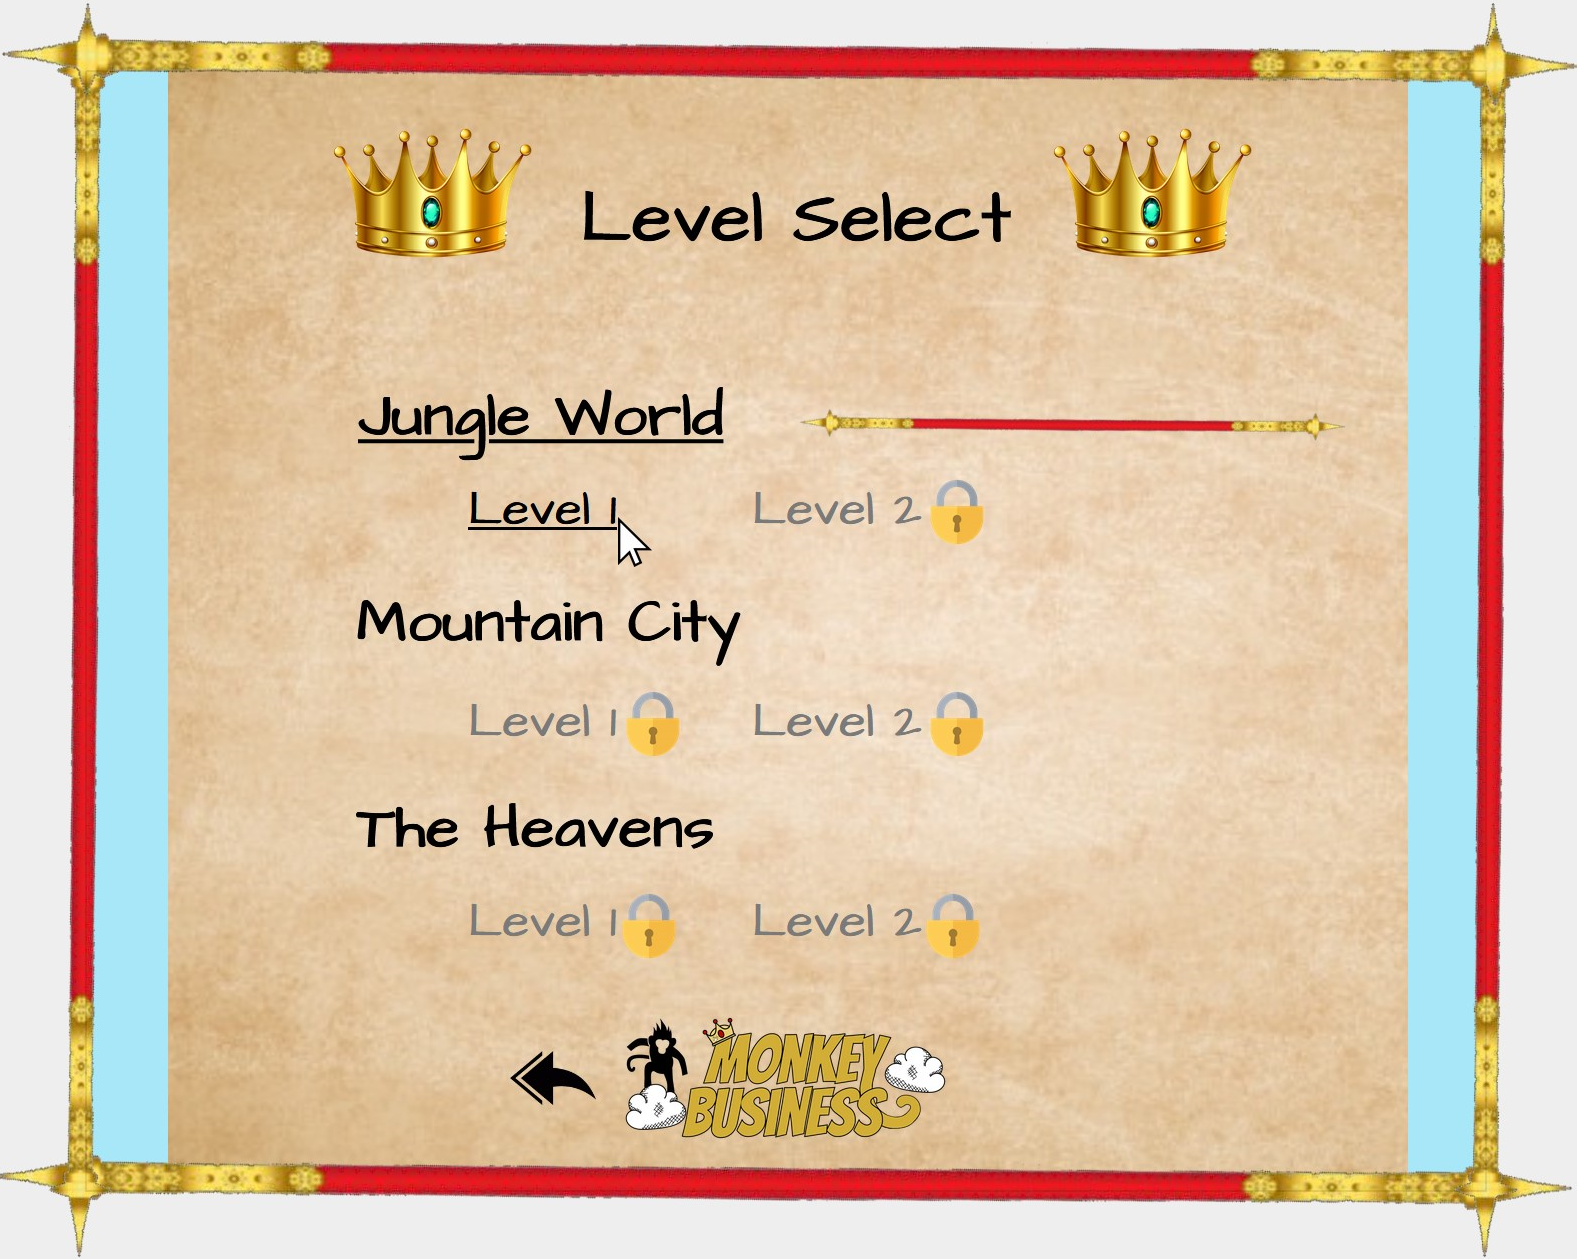 Level Select
Jungle World
Level 1 Level 2
Mountain City
Level 1 Level 2
The Heavens
Level 1 Level 2
MONKEY
BUSINESS